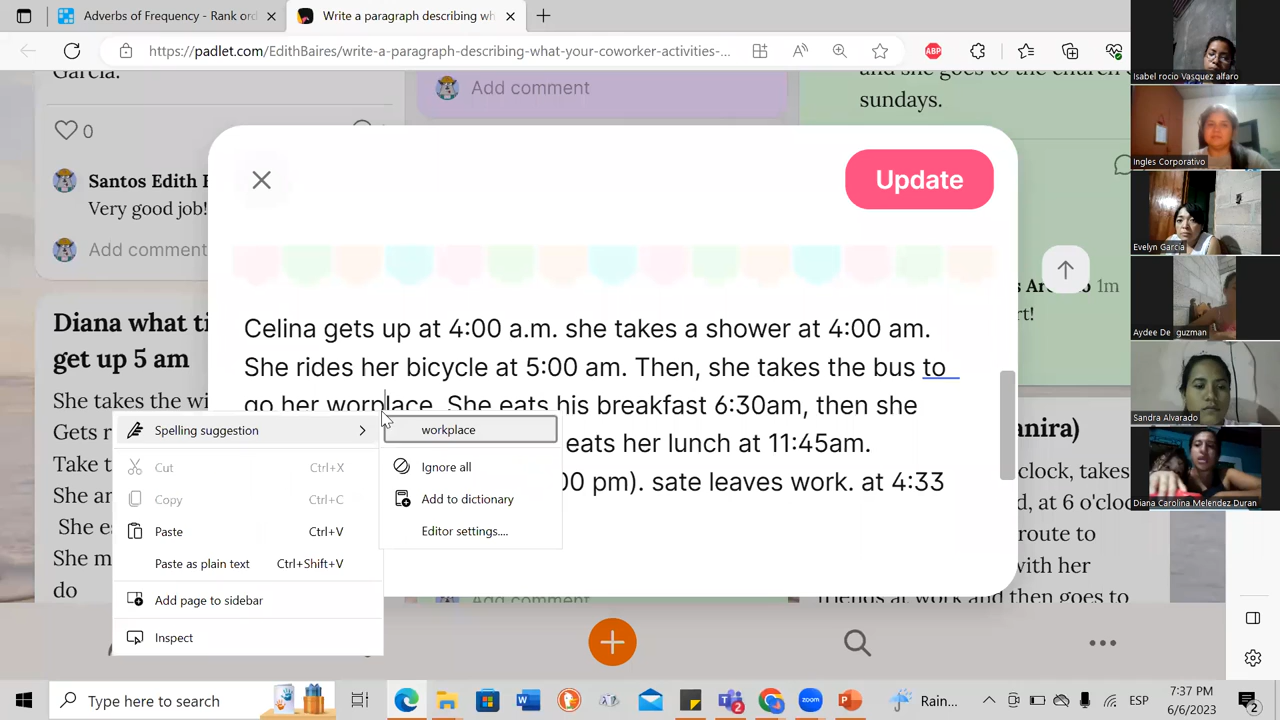 Adverbs of Frequency - Rank ord
Write a paragraph describing wh
https://padlet.com/EdithBaires/write-a-paragraph-describing-what-your-coworker-activities-...
ABP
Garcia.
0
Santos Edith B
Very good job!
Add comment
Diana what ti
get up 5 am
She takes the wi
Gets r
Take t
She ar
She ea
She m
do
Add comment
and she goes to the church
sundays.
1m
rt!
anira)
clock, takes
d, at 6 o'cloc
route to
with her
friends at work and then goes to
Add comment
Update
Celina gets up at 4:00 a.m. she takes a shower at 4:00 am.
She rides her bicycle at 5:00 am. Then, she takes the bus to
go her worplace. She eats his breakfast 6:30am, then she
eats her lunch at 11:45am.
00 pm). sate leaves work. at 4:33
Spelling suggestion
Cut Ctrl+X
Copy Ctrl+C
Paste Ctrl+V
Paste as plain text Ctrl+Shift+V
Add page to sidebar
Inspect
workplace
Ignore all
Add to dictionary
Editor settings....
Isabel rocio Vasquez alfaro
Ingles Corporativo
Evelyn García
Aydee De guzman
Sandra Alvarado
Diana Carolina Melendez Duran
Type here to search
Rain...
ESP
7:37 PM
6/6/2023
2